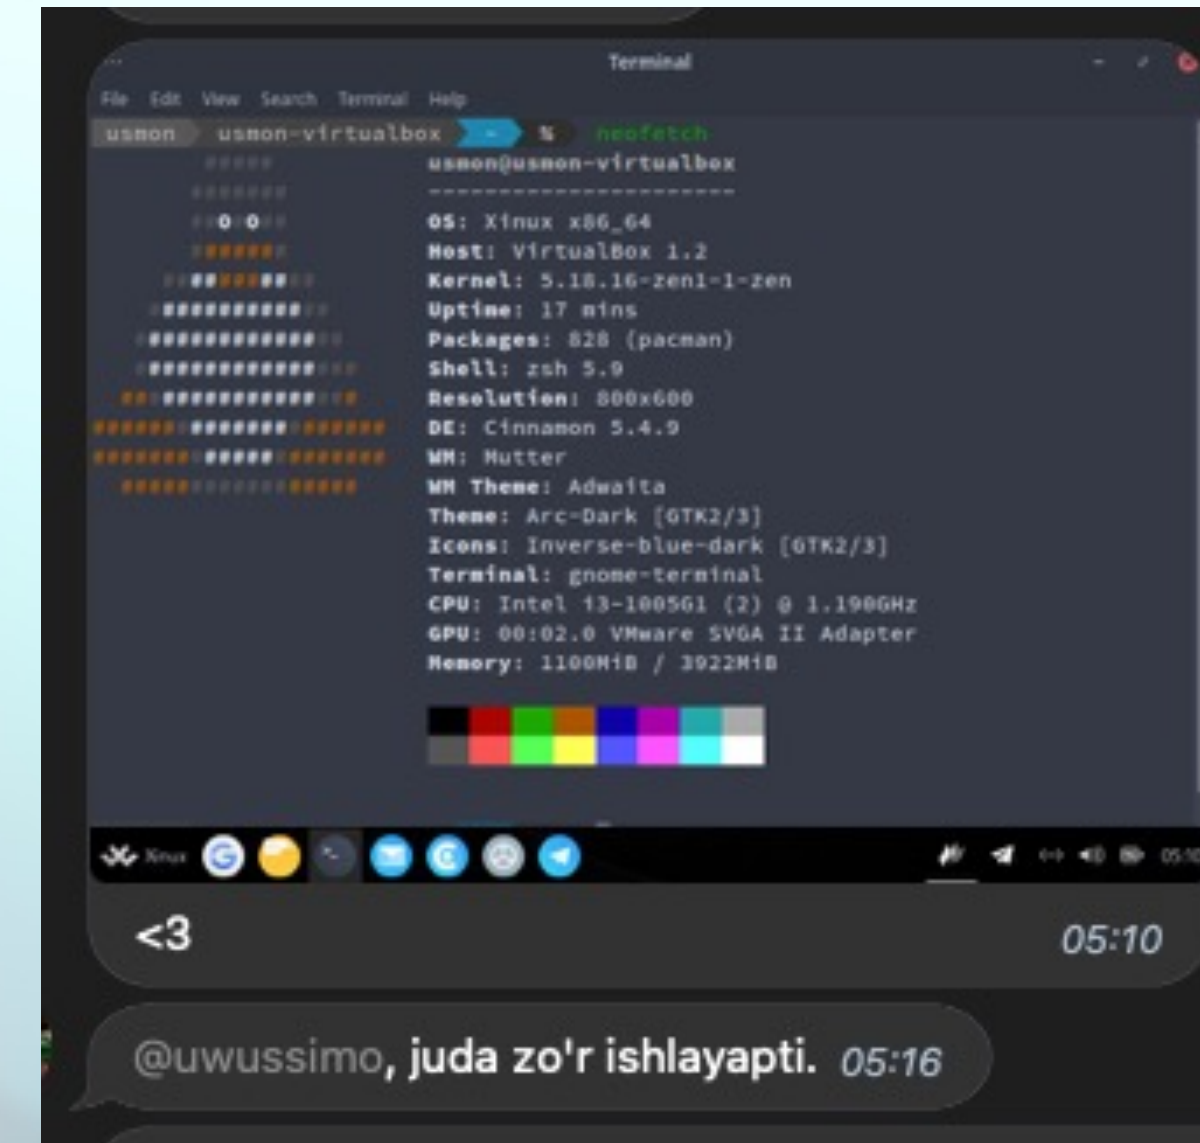 Terminal
File Edit View Search Terminal Help
usmon usmon-virtualbox ~ % neofetch
usmon@usmon-virtualbox
----------------------
OS: Xinux x86_64
Host: VirtualBox 1.2
Kernel: 5.18.16-zen1-1-zen
Uptime: 17 mins
Packages: 828 (pacman)
Shell: zsh 5.9
Resolution: 800x600
DE: Cinnamon 5.4.9
WM: Mutter
WM Theme: Adwaita
Theme: Arc-Dark [GTK2/3]
Icons: Inverse-blue-dark [GTK2/3]
Terminal: gnome-terminal
CPU: Intel i3-1005G1 (2) @ 1.190GHz
GPU: 00:02.0 VMware SVGA II Adapter
Memory: 1100MiB / 3922MiB
Xinux 05:10
<3 05:10
@uwussimo, juda zo'r ishlayapti. 05:16